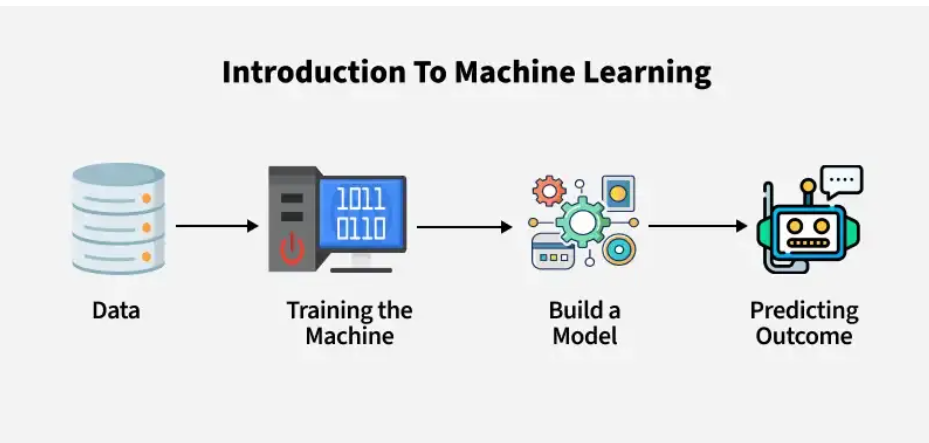 Introduction To Machine Learning
1011
0110
Data
Training the
Machine
Build a
Model
Predicting
Outcome